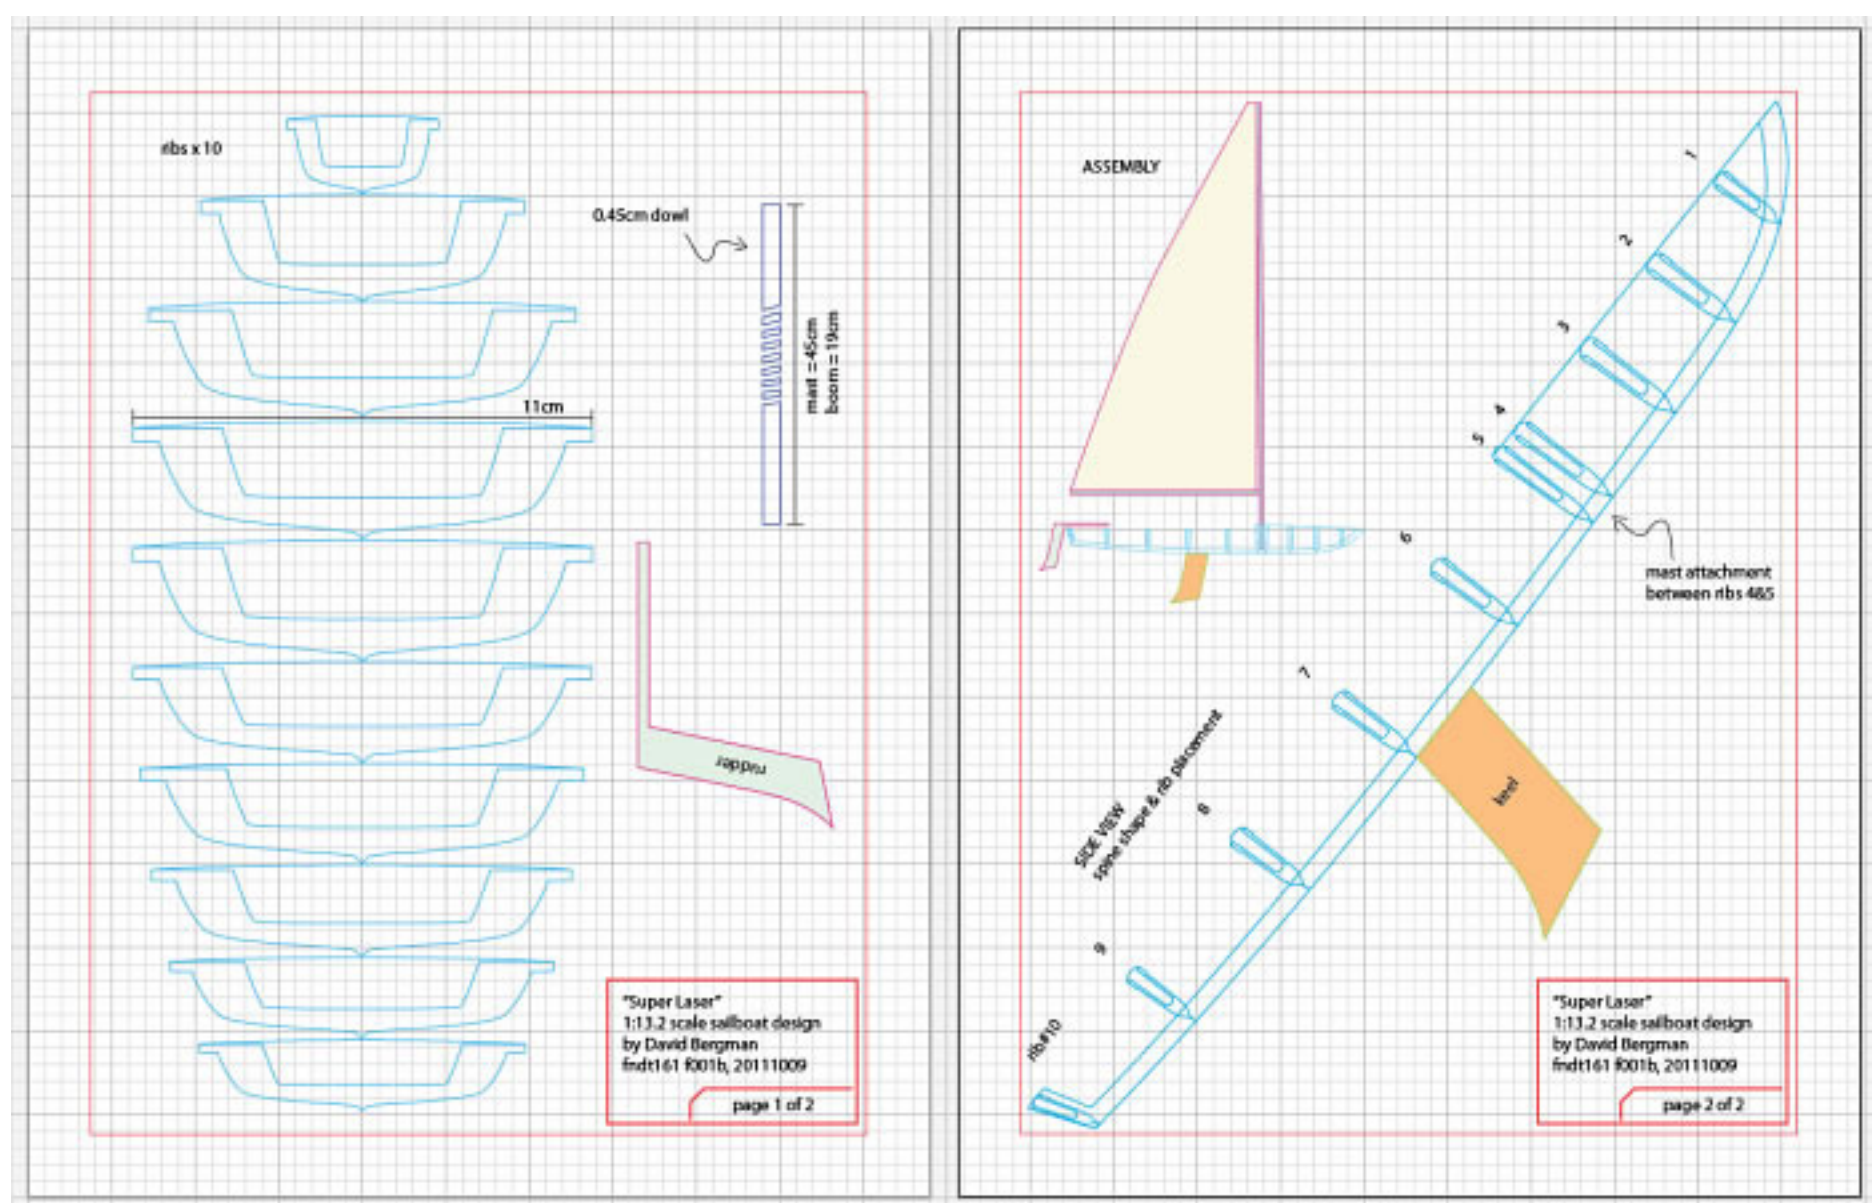 ribs x 10
0.45cm dowl
mast = 45cm
boom = 19cm
11cm
rudder
"Super Laser"
1:13.2 scale sailboat design
by David Bergman
fndt161 f001b, 20111009
page 1 of 2
ASSEMBLY
1
2
3
4
5
6
mast attachment
between ribs 4&5
7
SIDE VIEW
spine shape & rib placement
keel
8
9
rib#10
"Super Laser"
1:13.2 scale sailboat design
by David Bergman
fndt161 f001b, 20111009
page 2 of 2